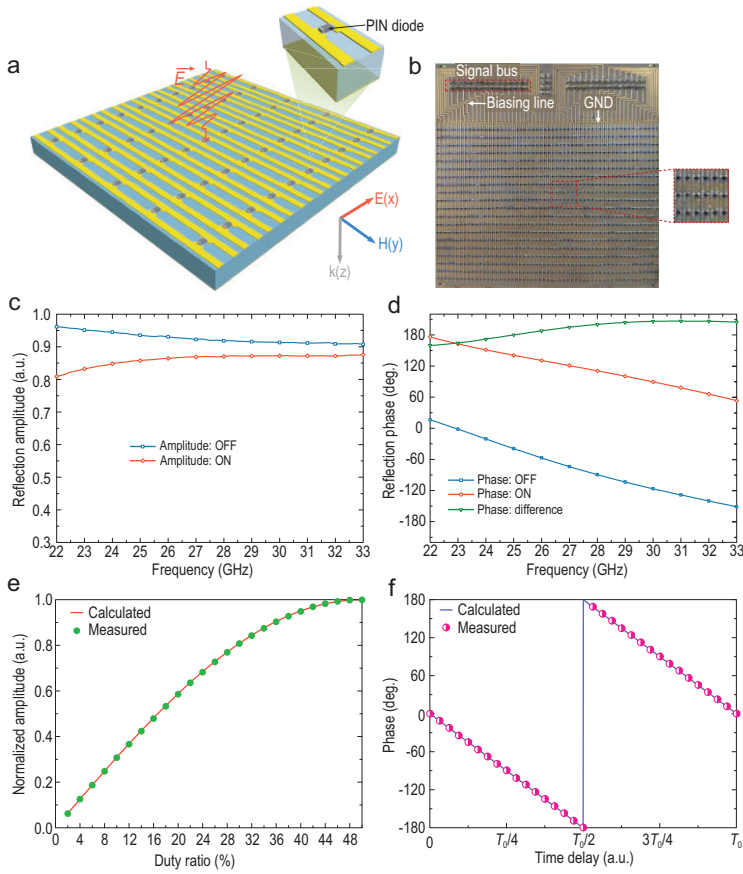 PIN diode
a
E
E(x)
H(y)
k(z)
b
Signal bus
Biasing line
GND
c
Reflection amplitude (a.u.)
1.0
0.9
0.8
0.7
0.6
0.5
0.4
0.3
Amplitude: OFF
Amplitude: ON
22 23 24 25 26 27 28 29 30 31 32 33
Frequency (GHz)
d
Reflection phase (deg.)
180
120
60
0
-60
-120
-180
Phase: OFF
Phase: ON
Phase: difference
22 23 24 25 26 27 28 29 30 31 32 33
Frequency (GHz)
e
Normalized amplitude (a.u.)
1.0
0.8
0.6
0.4
0.2
0.0
Calculated
Measured
0 4 8 12 16 20 24 28 32 36 40 44 48
Duty ratio (%)
f
Phase (deg.)
180
120
60
0
-60
-120
-180
Calculated
Measured
0 T₀/4 T₀/2 3T₀/4 T₀
Time delay (a.u.)